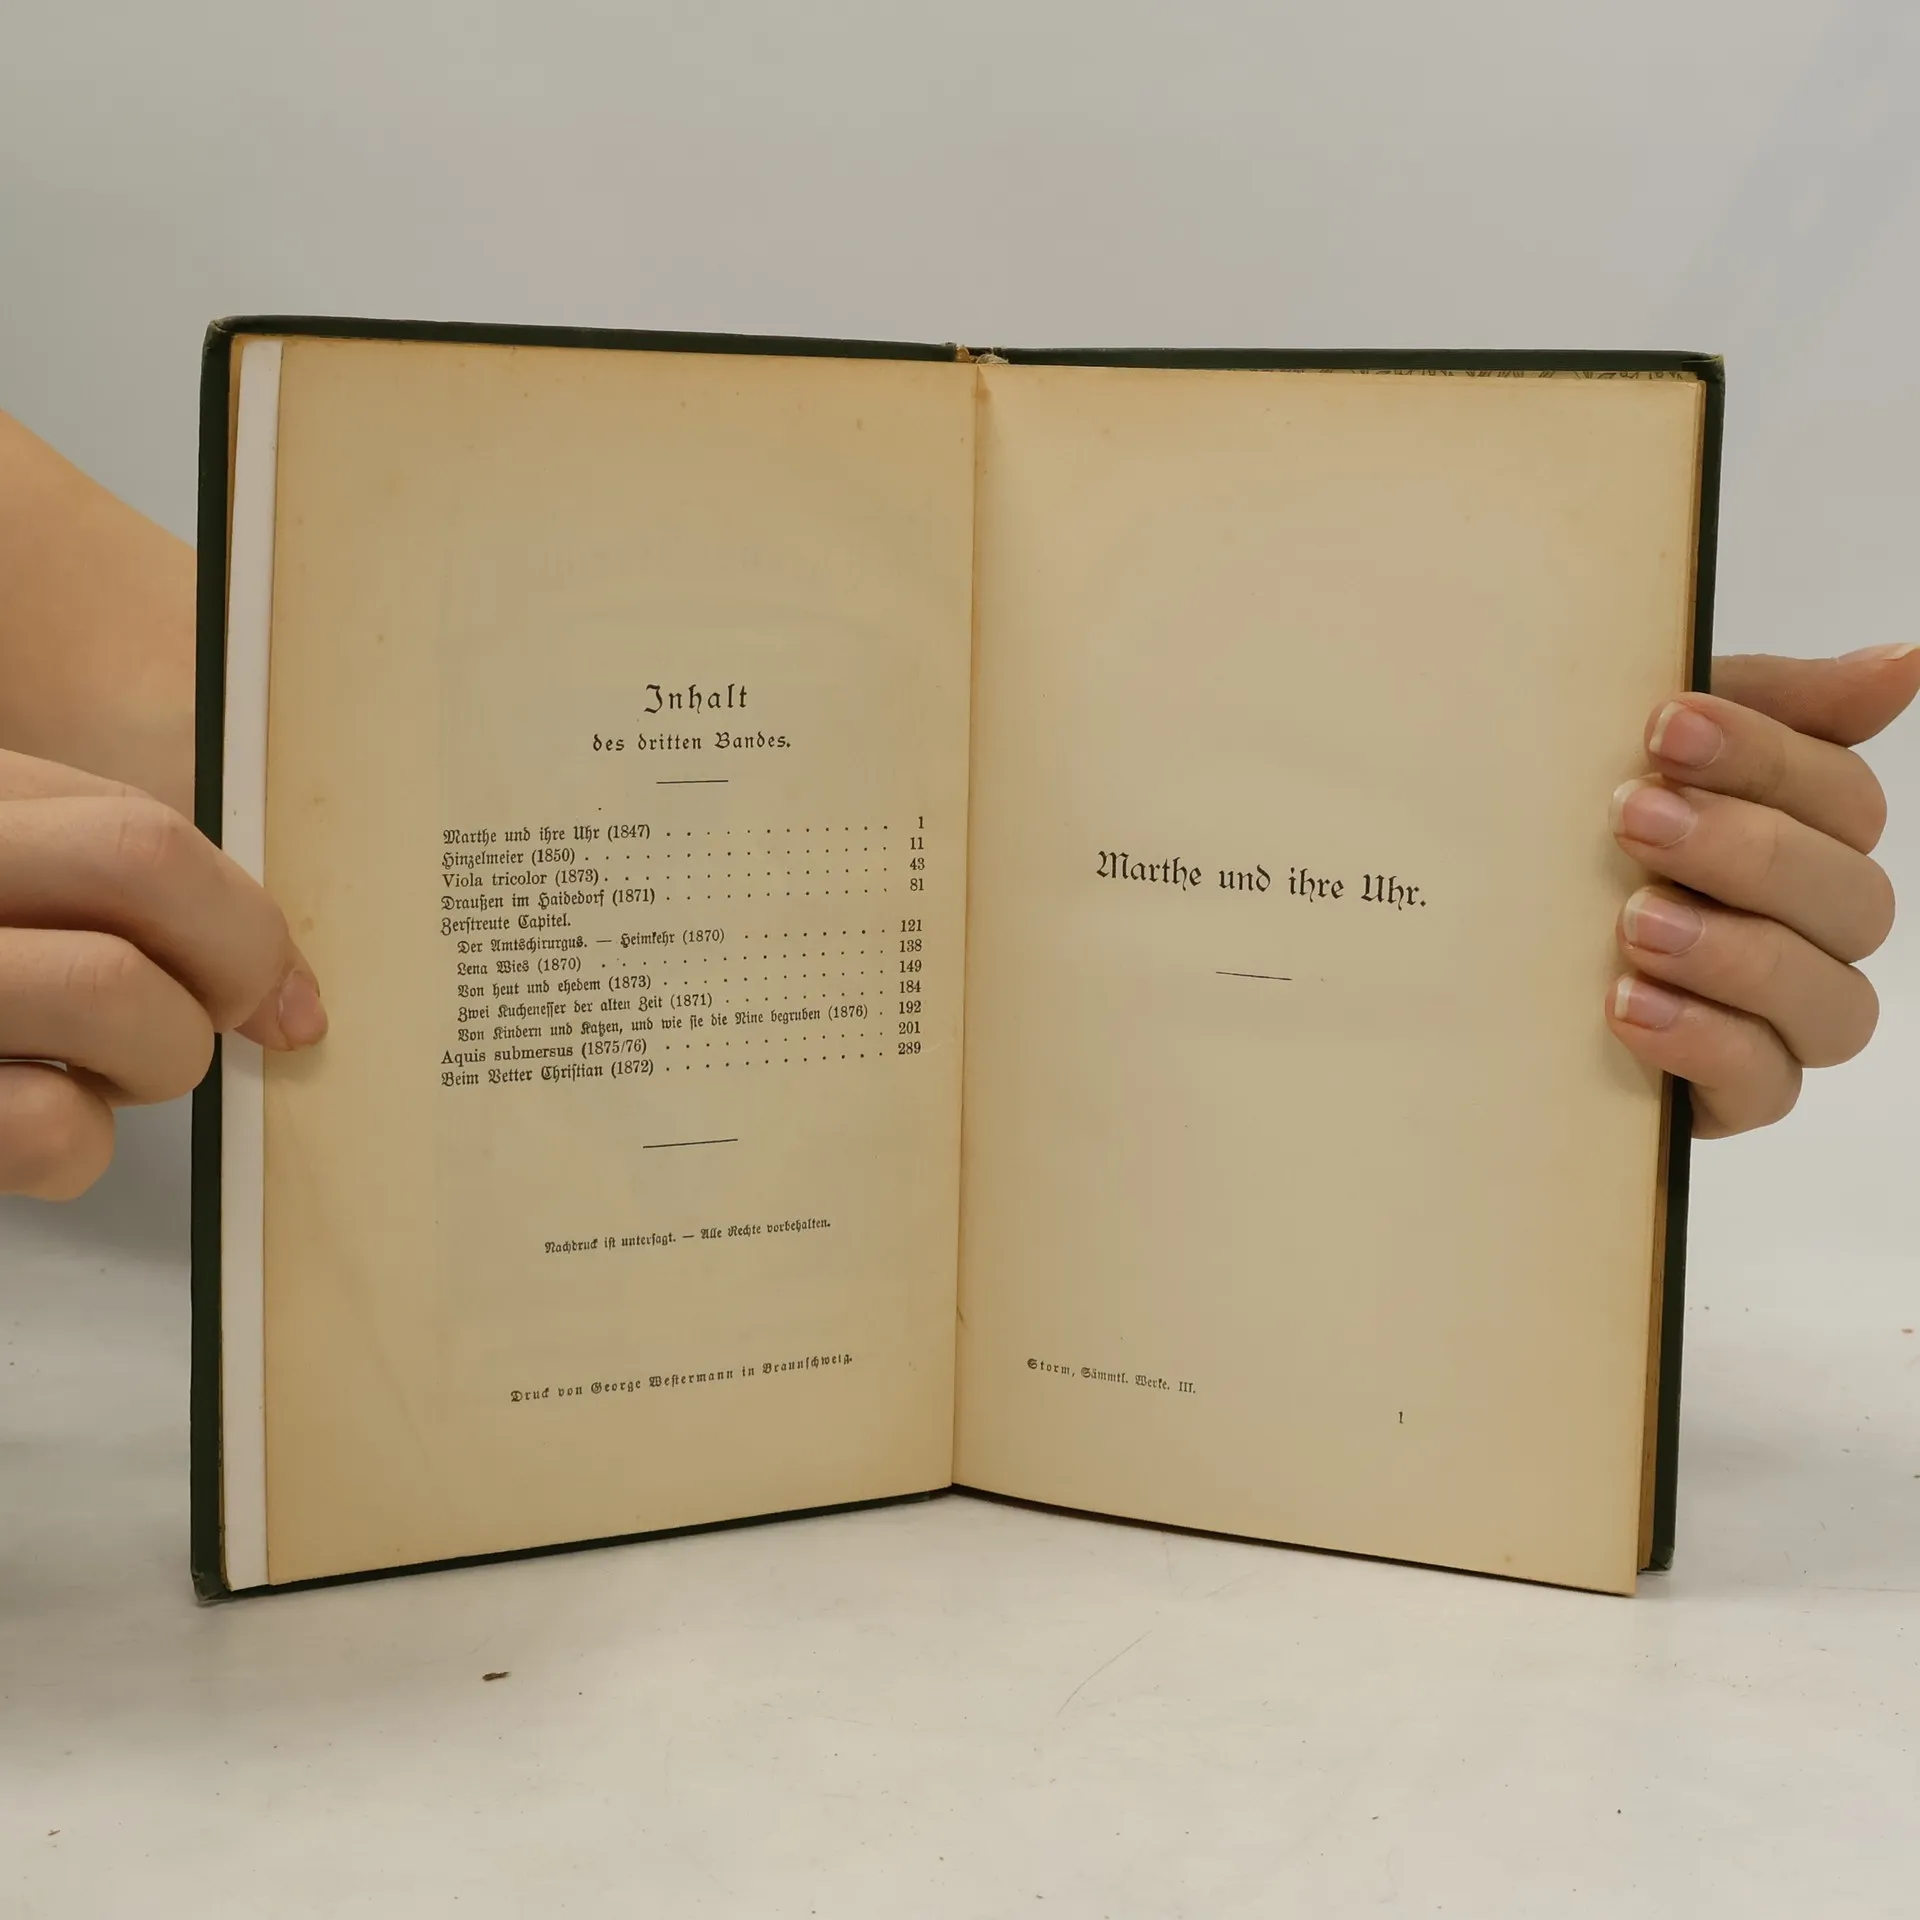 Inhalt
des dritten Bandes.
Marthe und ihre Uhr (1847) . . . . . . . . . . . . 1
Hinzelmeier (1850) . . . . . . . . . . . . . . . 11
Viola tricolor (1873) . . . . . . . . . . . . . . . 43
Draußen im Haidedorf (1871) . . . . . . . . . . . . 81
Zerstreute Capitel.
Der Amtschirurgus. — Heimkehr (1870) . . . . . . . . 121
Lena Wies (1870) . . . . . . . . . . . . . . 138
Von heut und ehedem (1873) . . . . . . . . . . . 149
Zwei Kuchenesser der alten Zeit (1871) . . . . . . . . 184
Von Kindern und Katzen, und wie sie die Nine begruben (1876) . 192
Aquis submersus (1875/76) . . . . . . . . . . . 201
Beim Vetter Christian (1872) . . . . . . . . . . . 289
Nachdruck ist untersagt. — Alle Rechte vorbehalten.
Druck von George Westermann in Braunschweig.
Marthe und ihre Uhr.
Storm, Sämmtl. Werke. III.
1